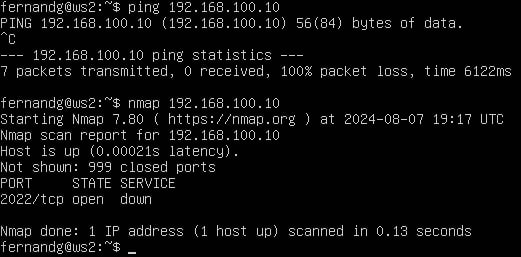 fernandg@ws2:~$ ping 192.168.100.10
PING 192.168.100.10 (192.168.100.10) 56(84) bytes of data.
^C
--- 192.168.100.10 ping statistics ---
7 packets transmitted, 0 received, 100% packet loss, time 6122ms
fernandg@ws2:~$ nmap 192.168.100.10
Starting Nmap 7.80 ( https://nmap.org ) at 2024-08-07 19:17 UTC
Nmap scan report for 192.168.100.10
Host is up (0.00021s latency).
Not shown: 999 closed ports
PORT     STATE SERVICE
2022/tcp open  down
Nmap done: 1 IP address (1 host up) scanned in 0.13 seconds
fernandg@ws2:~$ _